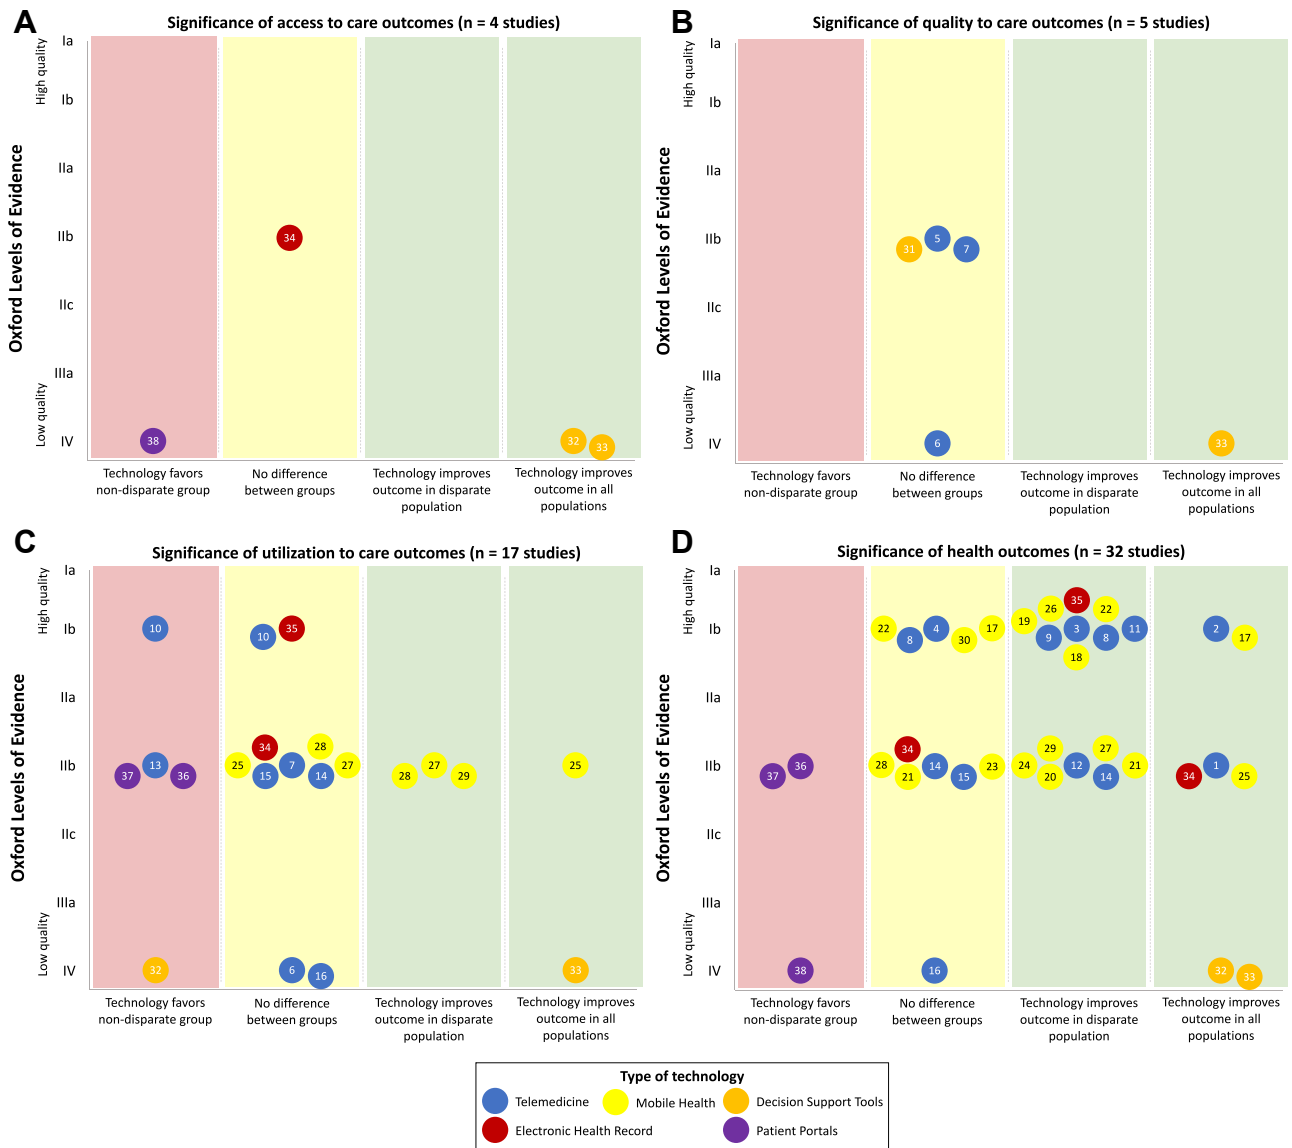 A
Significance of access to care outcomes (n = 4 studies)
High quality
Low quality
Oxford Levels of Evidence
Ia
Ib
IIa
IIb
IIc
IIIa
IV
34
38
32
33
Technology favors
non-disparate group
No difference
between groups
Technology improves
outcome in disparate
population
Technology improves
outcome in all
populations
B
Significance of quality to care outcomes (n = 5 studies)
High quality
Low quality
Oxford Levels of Evidence
Ia
Ib
IIa
IIb
IIc
IIIa
IV
31
5
7
6
33
Technology favors
non-disparate group
No difference
between groups
Technology improves
outcome in disparate
population
Technology improves
outcome in all
populations
C
Significance of utilization to care outcomes (n = 17 studies)
High quality
Low quality
Oxford Levels of Evidence
Ia
Ib
IIa
IIb
IIc
IIIa
IV
10
10
35
37
13
36
25
34
15
7
28
14
27
28
27
29
25
32
6
16
33
Technology favors
non-disparate group
No difference
between groups
Technology improves
outcome in disparate
population
Technology improves
outcome in all
populations
D
Significance of health outcomes (n = 32 studies)
High quality
Low quality
Oxford Levels of Evidence
Ia
Ib
IIa
IIb
IIc
IIIa
IV
22
8
4
30
17
19
26
35
22
9
3
8
11
18
2
17
37
36
28
34
21
14
15
23
24
29
20
12
27
14
21
34
1
25
38
16
32
33
Technology favors
non-disparate group
No difference
between groups
Technology improves
outcome in disparate
population
Technology improves
outcome in all
populations
Type of technology
Telemedicine
Mobile Health
Decision Support Tools
Electronic Health Record
Patient Portals